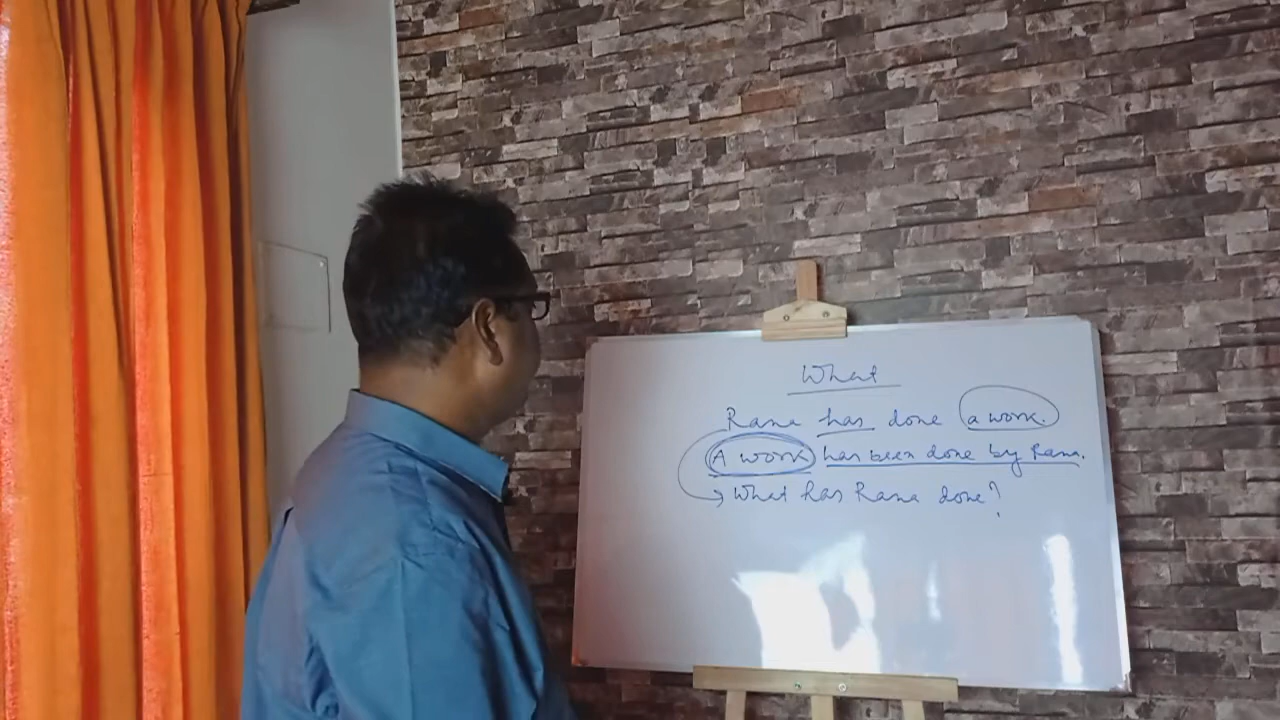 What
Rana has done a work.
A work has been done by Rana.
What has Rana done?